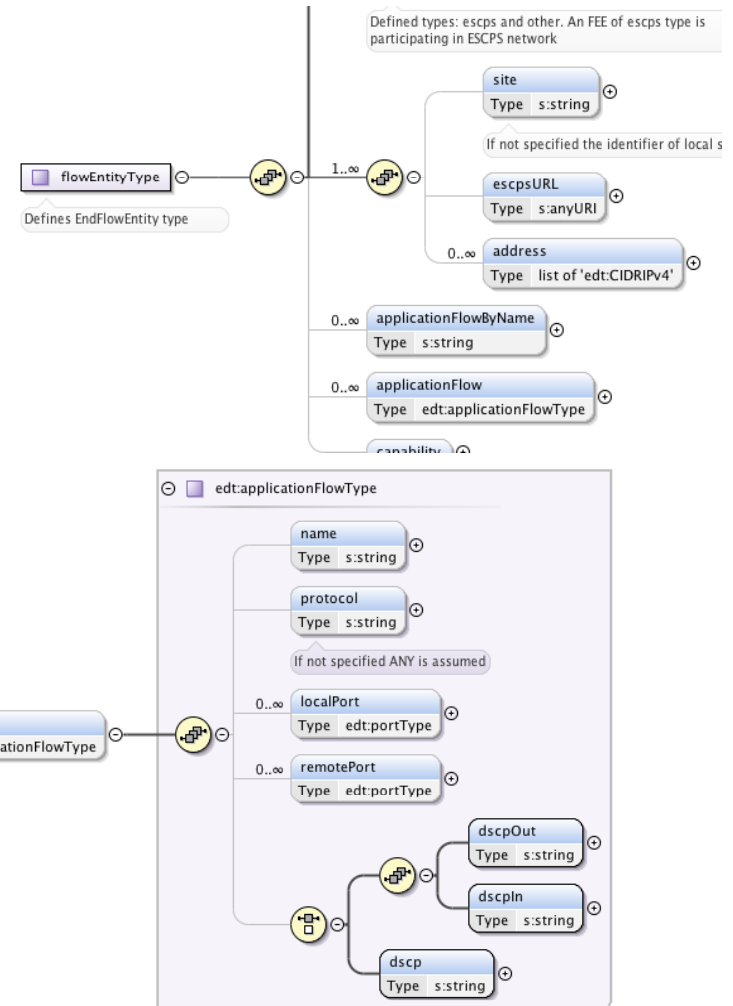 Defined types: escps and other. An FEE of escps type is
participating in ESCPS network
site
Type s:string
If not specified the identifier of local s
flowEntityType
1..∞
escpsURL
Type s:anyURI
Defines EndFlowEntity type
0..∞
address
Type list of 'edt:CIDRIPv4'
0..∞
applicationFlowByName
Type s:string
0..∞
applicationFlow
Type edt:applicationFlowType
capability
edt:applicationFlowType
name
Type s:string
protocol
Type s:string
If not specified ANY is assumed
0..∞
localPort
Type edt:portType
ationFlowType
0..∞
remotePort
Type edt:portType
dscpOut
Type s:string
dscpIn
Type s:string
dscp
Type s:string